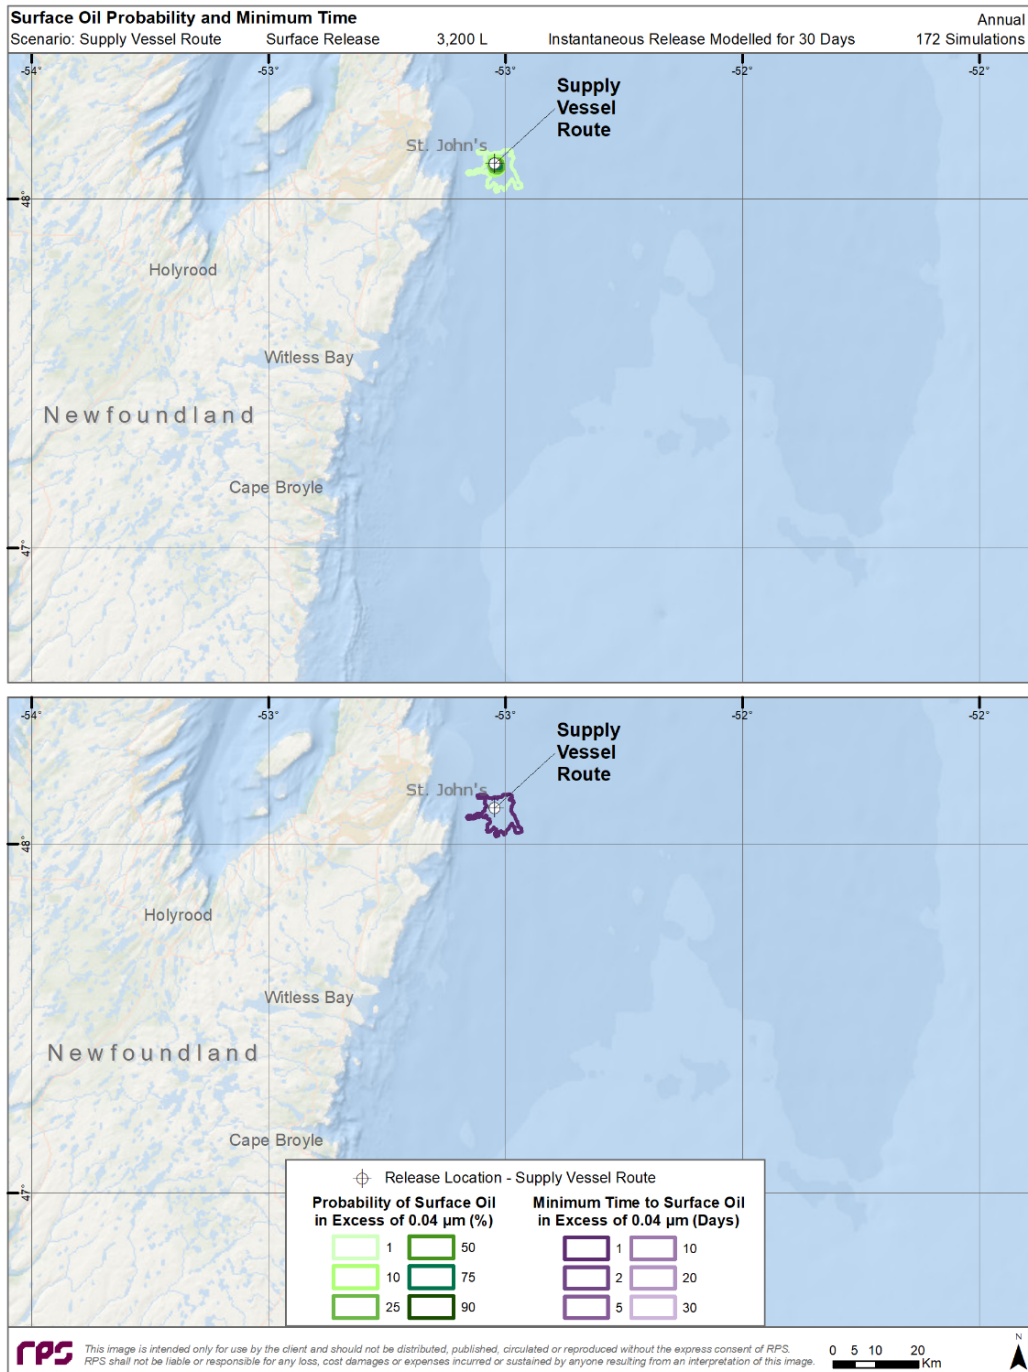 Surface Oil Probability and Minimum Time
Annual
Scenario: Supply Vessel Route Surface Release 3,200 L Instantaneous Release Modelled for 30 Days 172 Simulations
-54° -53° -53° -52° -52°
Supply
Vessel
Route
St. John's
48°
Holyrood
Witless Bay
Newfoundland
Cape Broyle
47°
-54° -53° -53° -52° -52°
Supply
Vessel
Route
St. John's
48°
Holyrood
Witless Bay
Newfoundland
Cape Broyle
47°
Release Location - Supply Vessel Route
Probability of Surface Oil
in Excess of 0.04 µm (%)
1 50
10 75
25 90
Minimum Time to Surface Oil
in Excess of 0.04 µm (Days)
1 10
2 20
5 30
rps
This image is intended only for use by the client and should not be distributed, published, circulated or reproduced without the express consent of RPS.
RPS shall not be liable or responsible for any loss, cost damages or expenses incurred or sustained by anyone resulting from an interpretation of this image.
0 5 10 20
Km
N